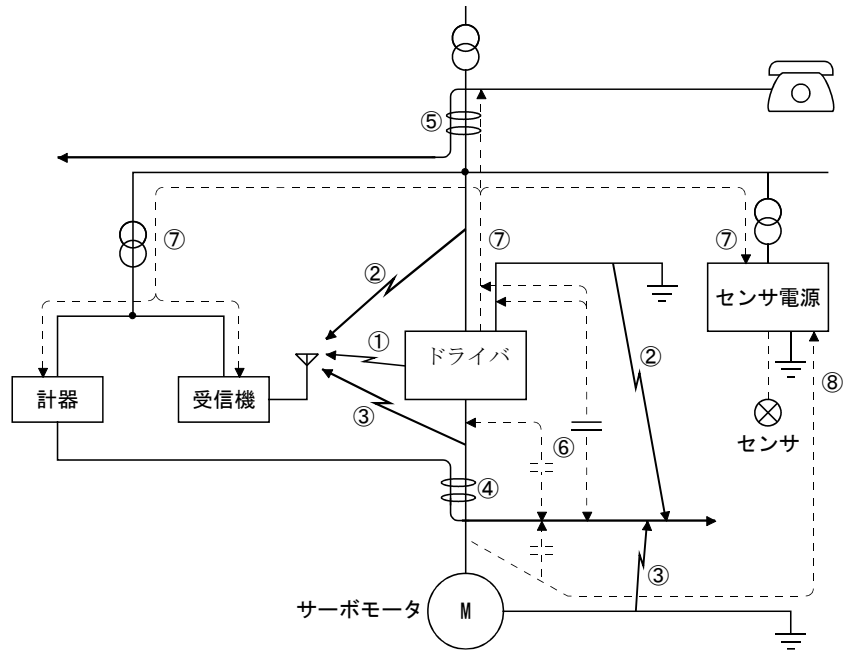 ⑤
⑦
⑦
⑦
②
センサ電源
①
ドライバ
②
⑧
計器
受信機
③
センサ
⑥
④
③
サーボモータ
M